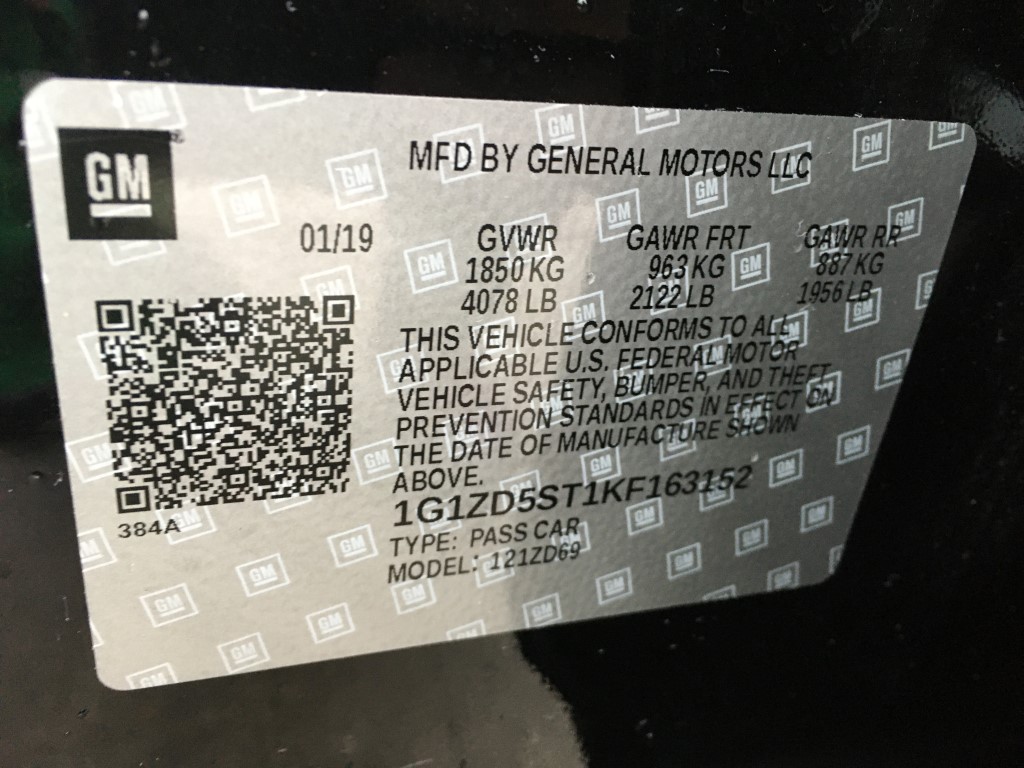 GM
MFD BY GENERAL MOTORS LLC
01/19
GVWR GAWR FRT GAWR RR
1850 KG 963 KG 887 KG
4078 LB 2122 LB 1956 LB
THIS VEHICLE CONFORMS TO ALL
APPLICABLE U.S. FEDERAL MOTOR
VEHICLE SAFETY, BUMPER, AND THEFT
PREVENTION STANDARDS IN EFFECT ON
THE DATE OF MANUFACTURE SHOWN
ABOVE.
1G1ZD5ST1KF163152
TYPE: PASS CAR
MODEL: 121ZD69
384A